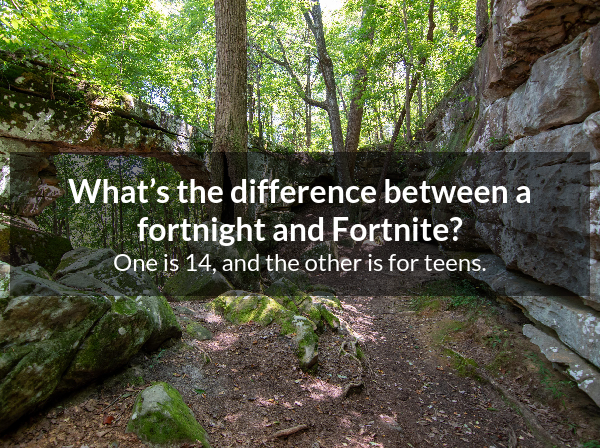 What’s the difference between a
fortnight and Fortnite?
One is 14, and the other is for teens.